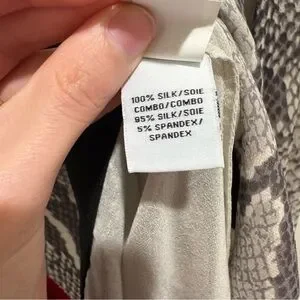 100% SILK/SOIE
COMBO/COMBO
95% SILK/SOIE
5% SPANDEX/
SPANDEX